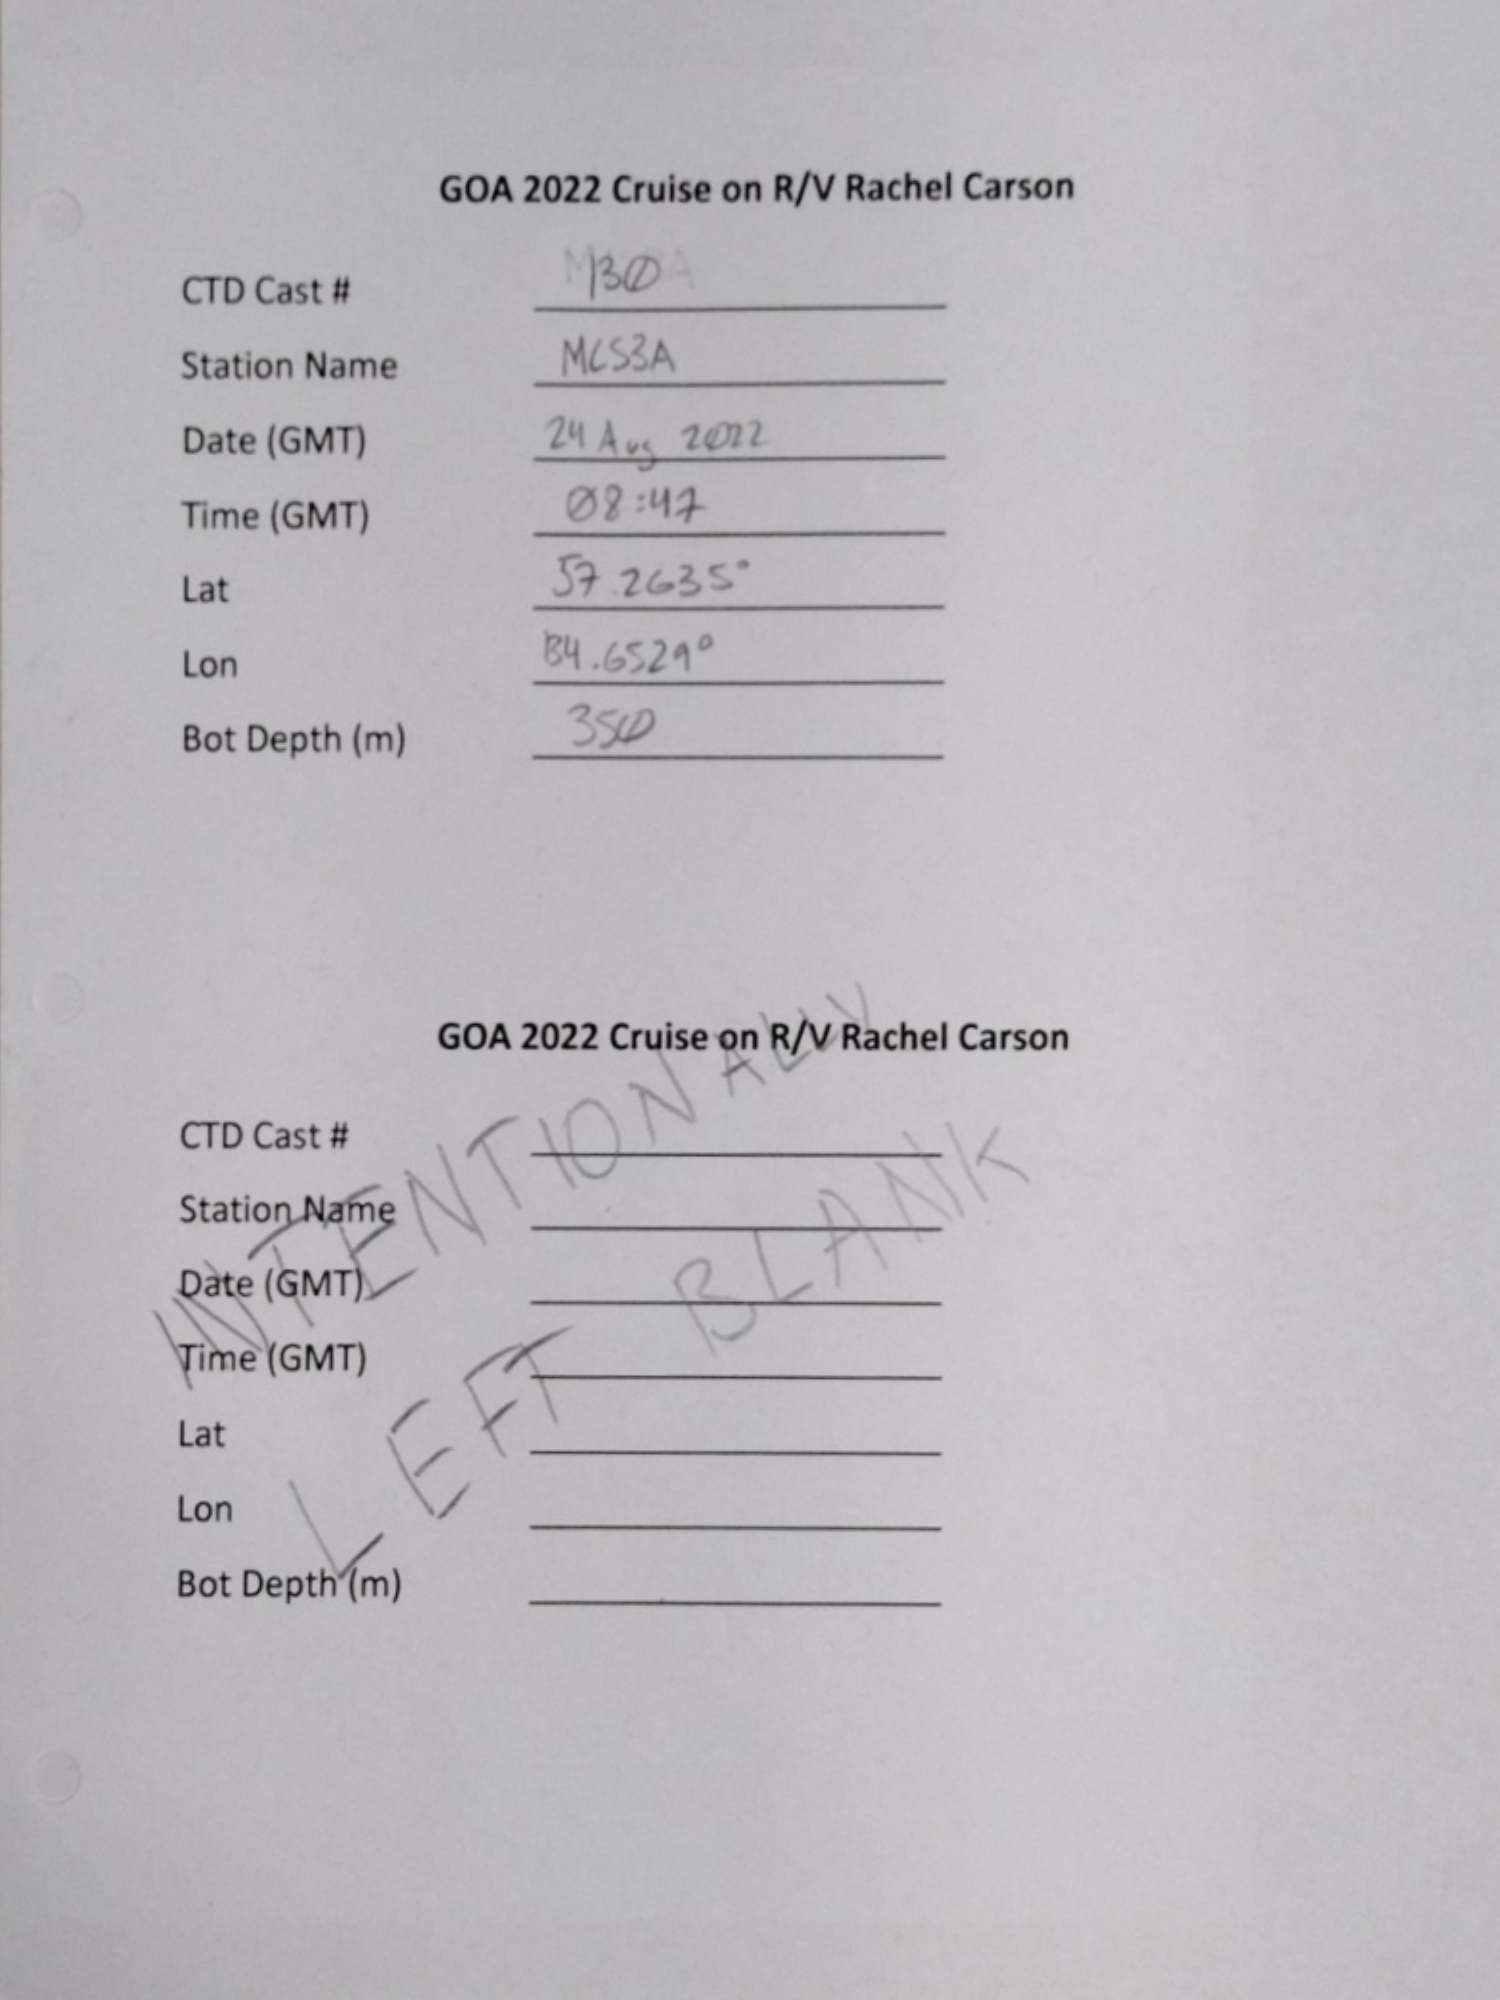 GOA 2022 Cruise on R/V Rachel Carson
CTD Cast # 130
Station Name MCS3A
Date (GMT) 24 Aug 2022
Time (GMT) 08:47
Lat 57.2635°
Lon 134.6529°
Bot Depth (m) 350
GOA 2022 Cruise on R/V Rachel Carson
CTD Cast #
Station Name
Date (GMT)
Time (GMT)
Lat
Lon
Bot Depth (m)
INTENTIONALLY
LEFT BLANK